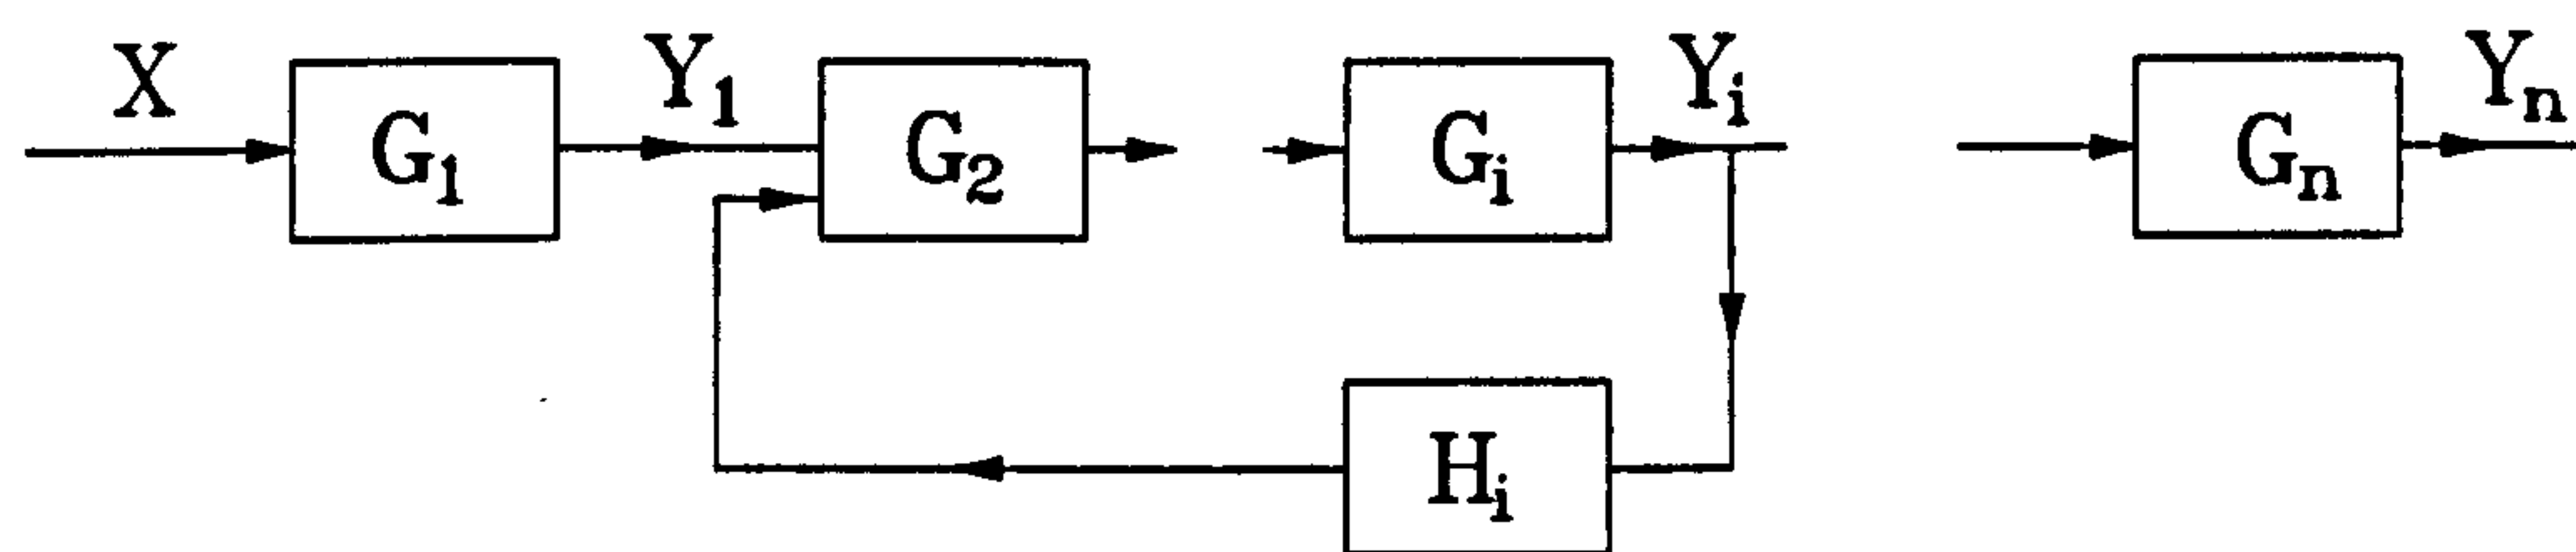 X G₁ Y₁ G₂ Gᵢ Yᵢ Gₙ Yₙ
Hᵢ